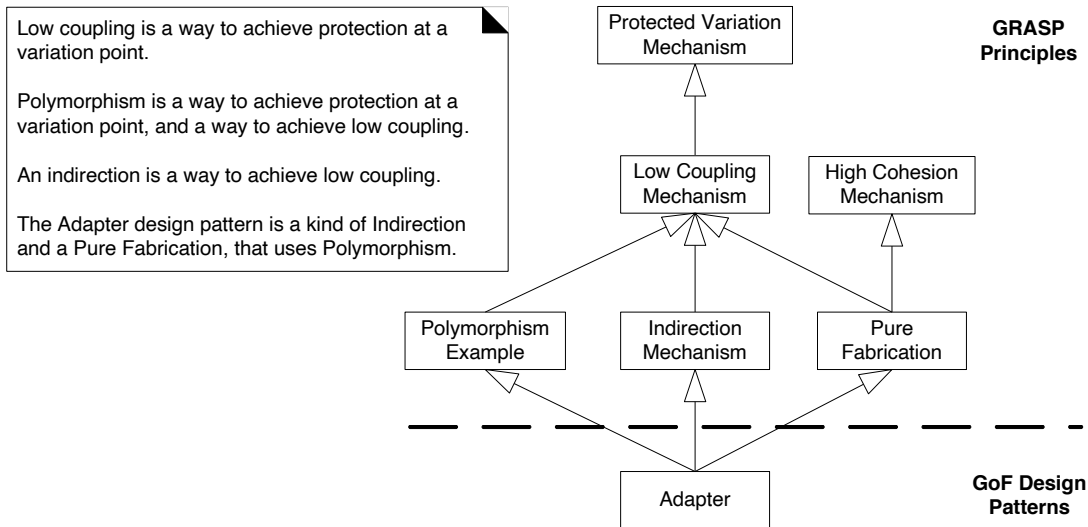 Low coupling is a way to achieve protection at a
variation point.
Polymorphism is a way to achieve protection at a
variation point, and a way to achieve low coupling.
An indirection is a way to achieve low coupling.
The Adapter design pattern is a kind of Indirection
and a Pure Fabrication, that uses Polymorphism.
Protected Variation
Mechanism
GRASP
Principles
Low Coupling
Mechanism
High Cohesion
Mechanism
Polymorphism
Example
Indirection
Mechanism
Pure
Fabrication
Adapter
GoF Design
Patterns